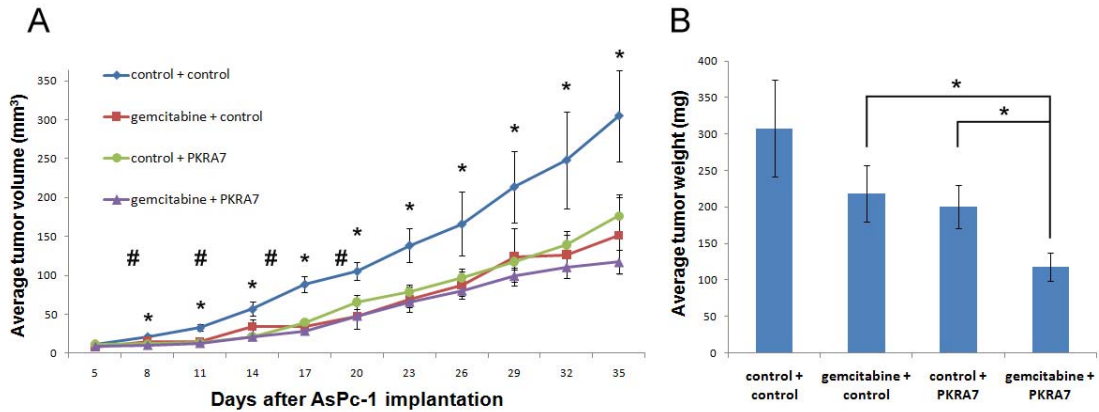 A
Average tumor volume (mm³)
350
300
250
200
150
100
50
0
control + control
gemcitabine + control
control + PKRA7
gemcitabine + PKRA7
# # # #
* * * * * * * * * *
5 8 11 14 17 20 23 26 29 32 35
Days after AsPc-1 implantation
B
Average tumor weight (mg)
400
350
300
250
200
150
100
50
0
*
*
control + control
gemcitabine + control
control + PKRA7
gemcitabine + PKRA7